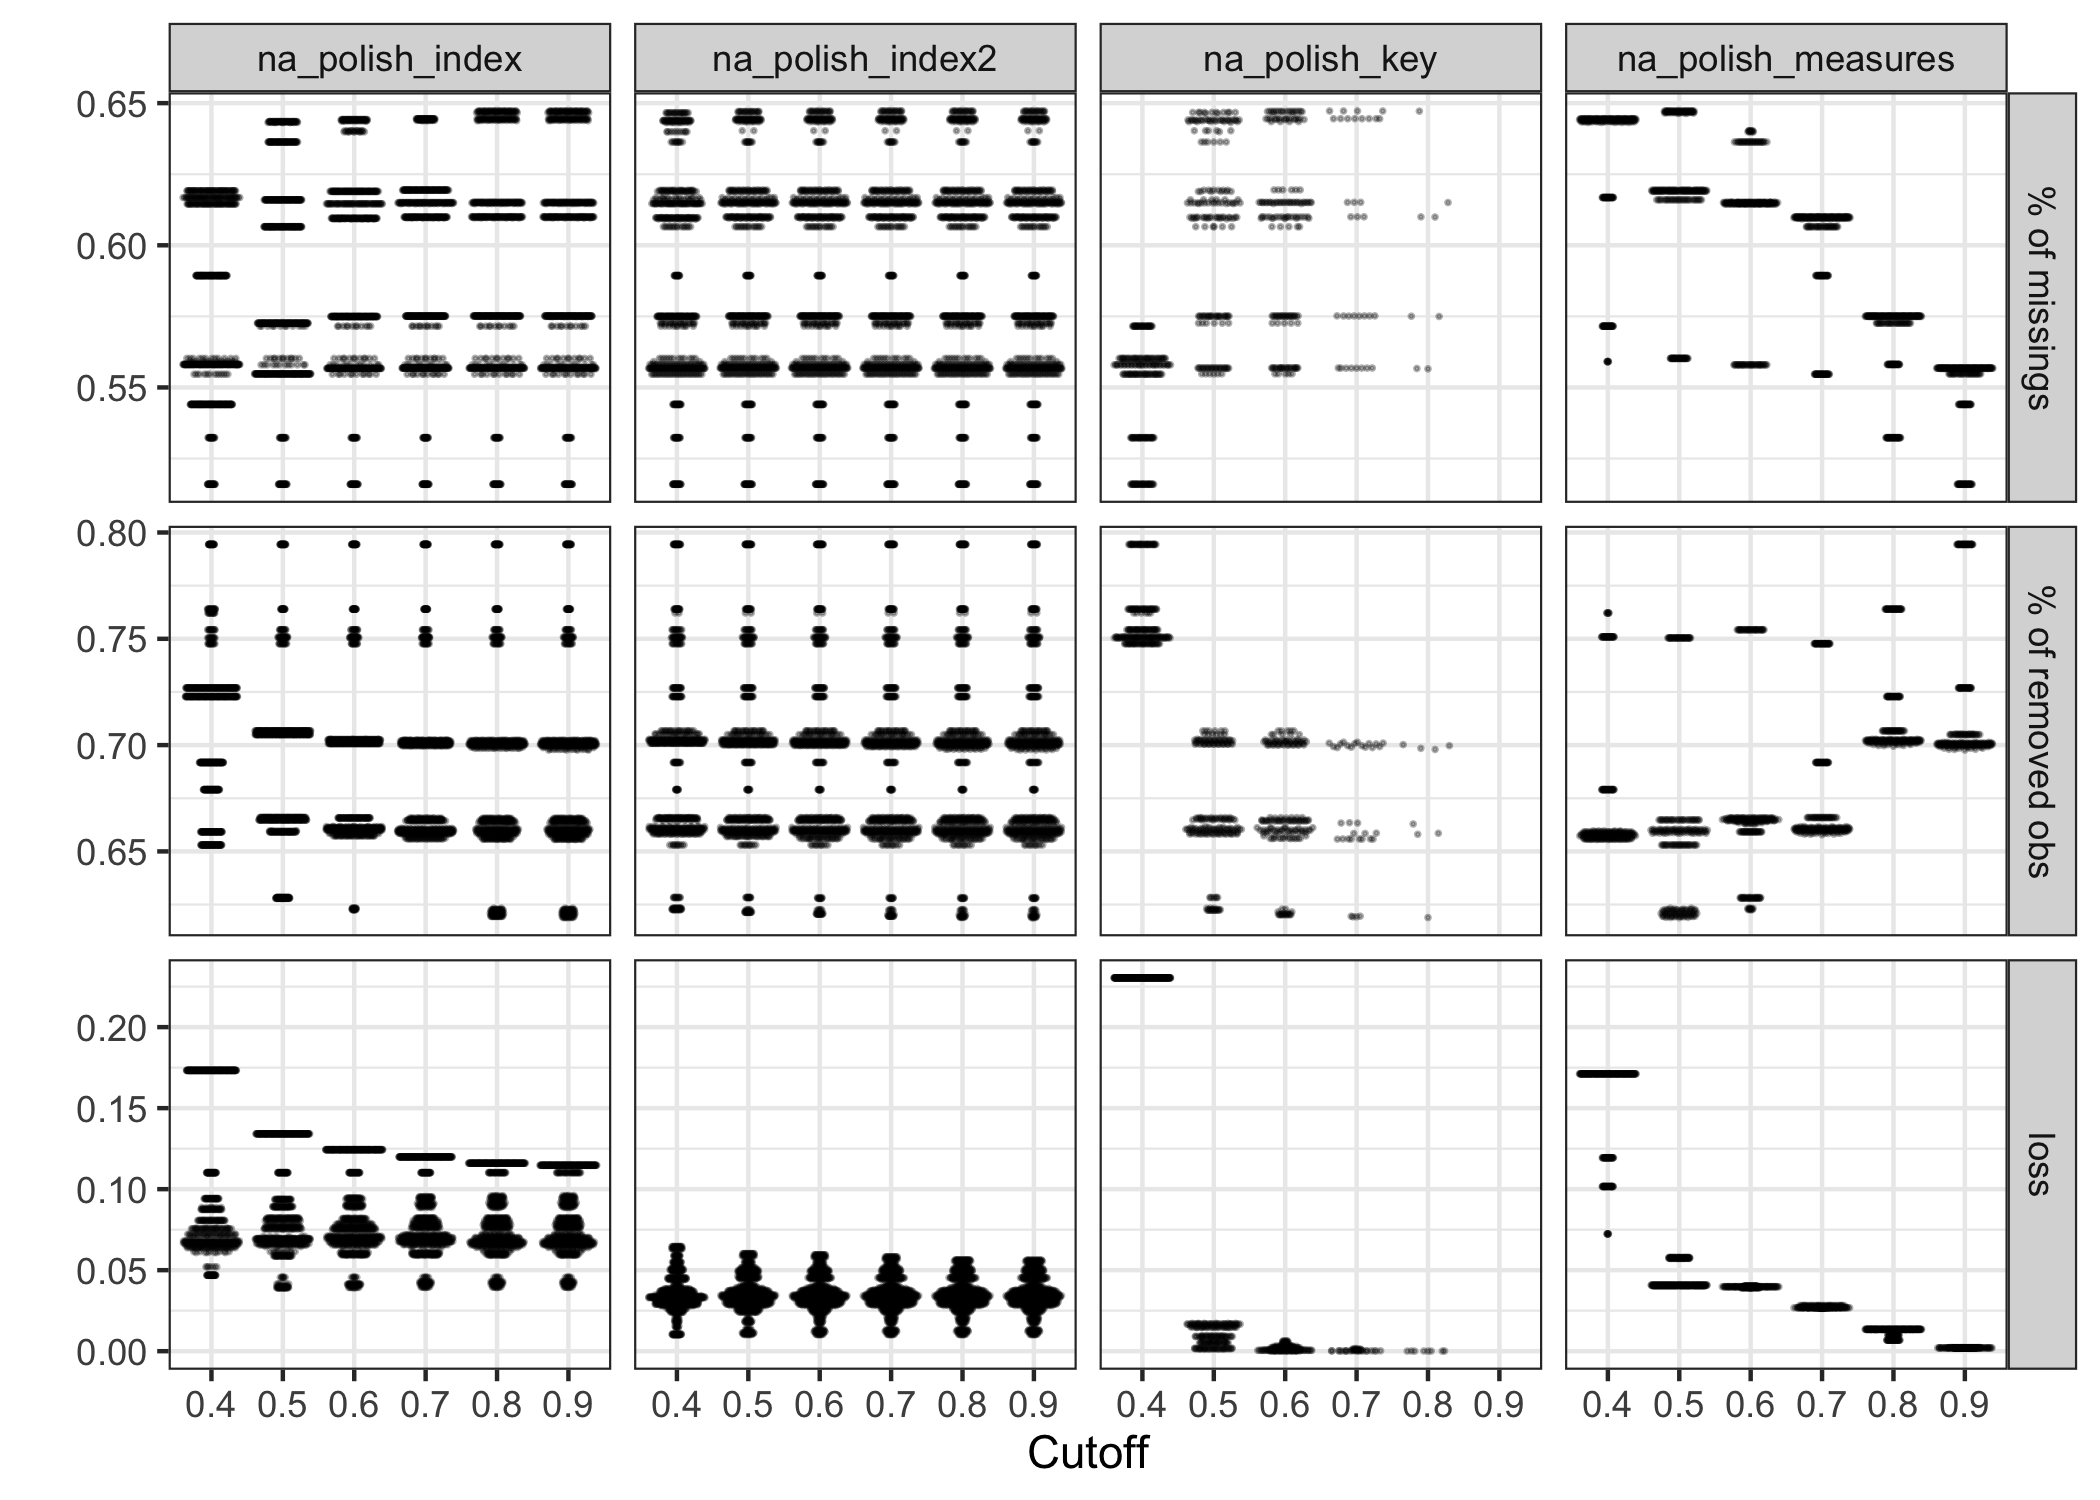 na_polish_index na_polish_index2 na_polish_key na_polish_measures
0.65
0.60
0.55
% of missings
0.80
0.75
0.70
0.65
% of removed obs
0.20
0.15
0.10
0.05
0.00
loss
0.4 0.5 0.6 0.7 0.8 0.9 0.4 0.5 0.6 0.7 0.8 0.9 0.4 0.5 0.6 0.7 0.8 0.9 0.4 0.5 0.6 0.7 0.8 0.9
Cutoff